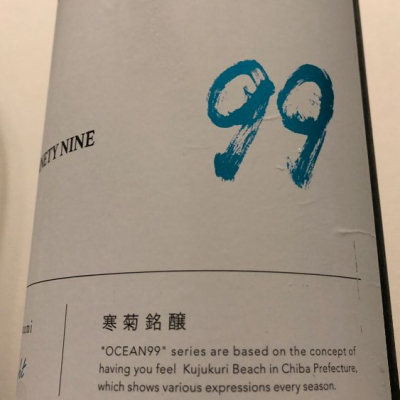 99
NETY NINE
寒菊銘醸
"OCEAN99" series are based on the concept of
having you feel Kujukuri Beach in Chiba Prefecture,
which shows various expressions every season.